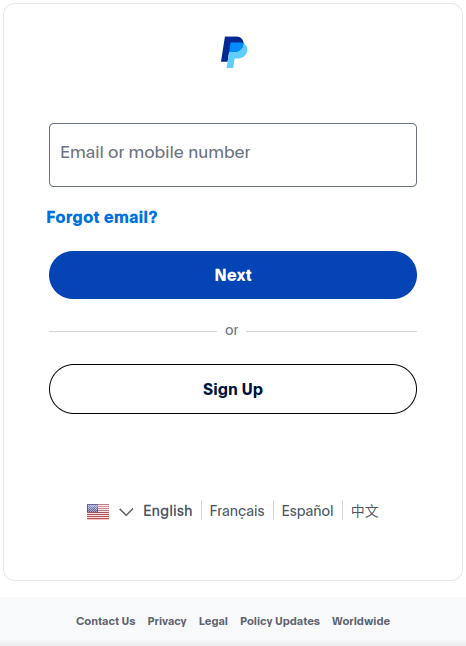 Email or mobile number
Forgot email?
Next
or
Sign Up
English Français Español 中文
Contact Us Privacy Legal Policy Updates Worldwide